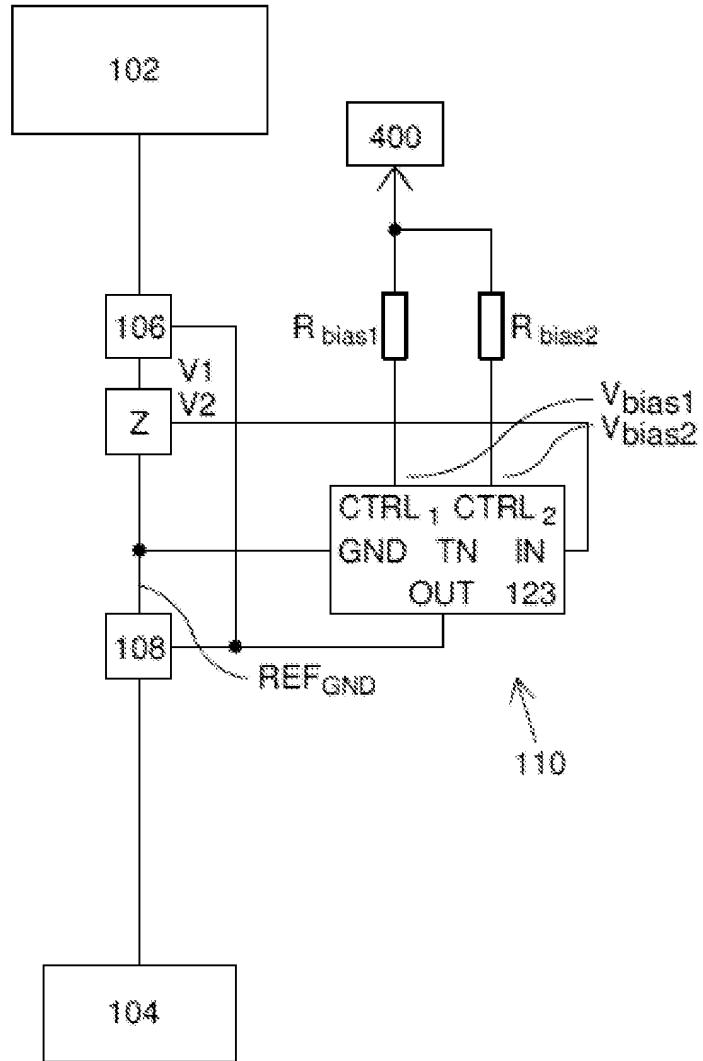 102
400
106
R bias1
R bias2
V1
V2
Z
Vbias1
Vbias2
CTRL 1 CTRL 2
GND TN IN
OUT 123
108
REFGND
110
104